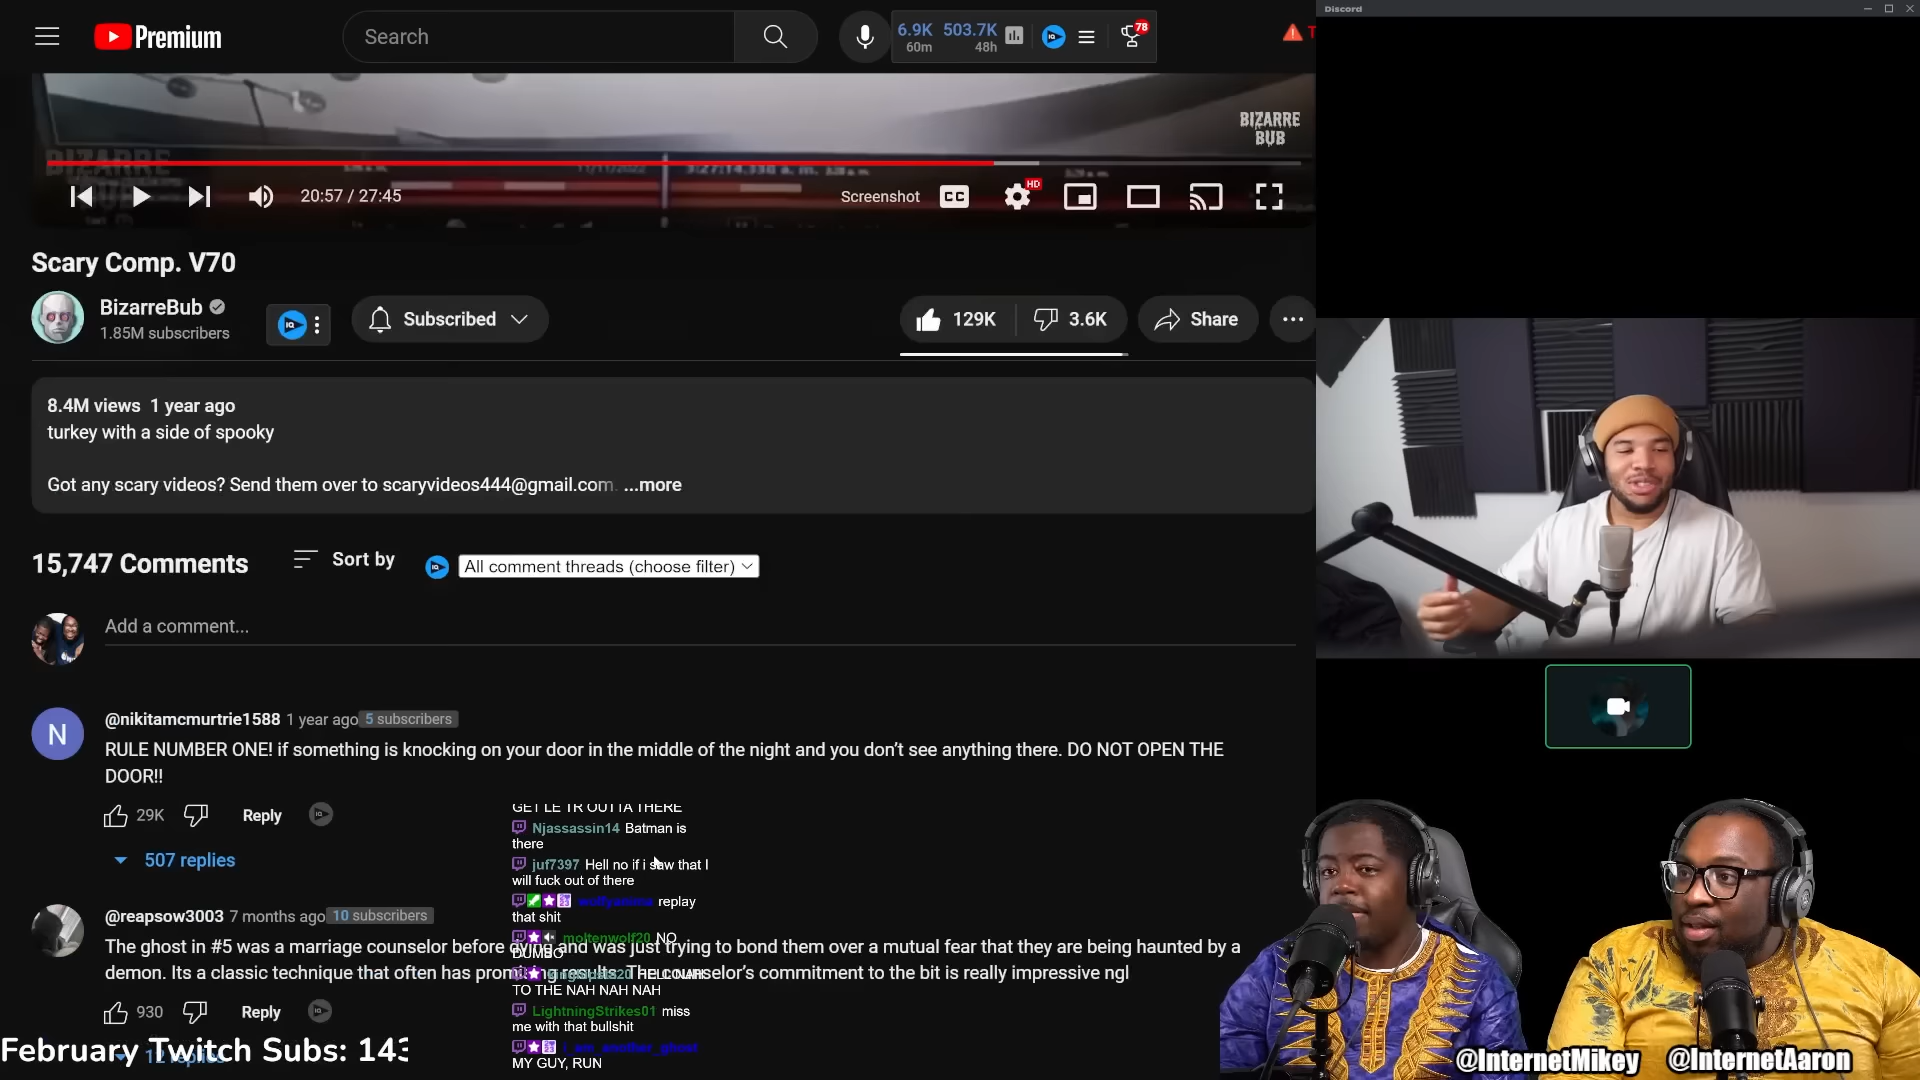 Discord
Premium
Search
6.9K 503.7K
60m 48h
78
BIZARRE
BUB
20:57 / 27:45
Screenshot
CC
HD
Scary Comp. V70
BizarreBub
1.85M subscribers
IQ
Subscribed
129K
3.6K
Share
8.4M views 1 year ago
turkey with a side of spooky
Got any scary videos? Send them over to scaryvideos444@gmail.com. ...more
15,747 Comments
Sort by
All comment threads (choose filter)
Add a comment...
N
@nikitamcmurtrie1588 1 year ago 5 subscribers
RULE NUMBER ONE! if something is knocking on your door in the middle of the night and you don't see anything there. DO NOT OPEN THE
DOOR!!
29K
Reply
507 replies
@reapsow3003 7 months ago 10 subscribers
The ghost in #5 was a marriage counselor before dying and was just trying to bond them over a mutual fear that they are being haunted by a
demon. Its a classic technique that often has promising results. The counselor's commitment to the bit is really impressive ngl
930
Reply
12 replies
GET LE TR OUTTA THERE
Njassassin14 Batman is
there
juf7397 Hell no if i saw that I
will fuck out of there
replay
that shit
moltenwolf20 NO
DUMBO
HELL NAH
TO THE NAH NAH NAH
LightningStrikes01 miss
me with that bullshit
i_am_another_ghost
MY GUY, RUN
February Twitch Subs: 143
@InternetMikey
@InternetAaron